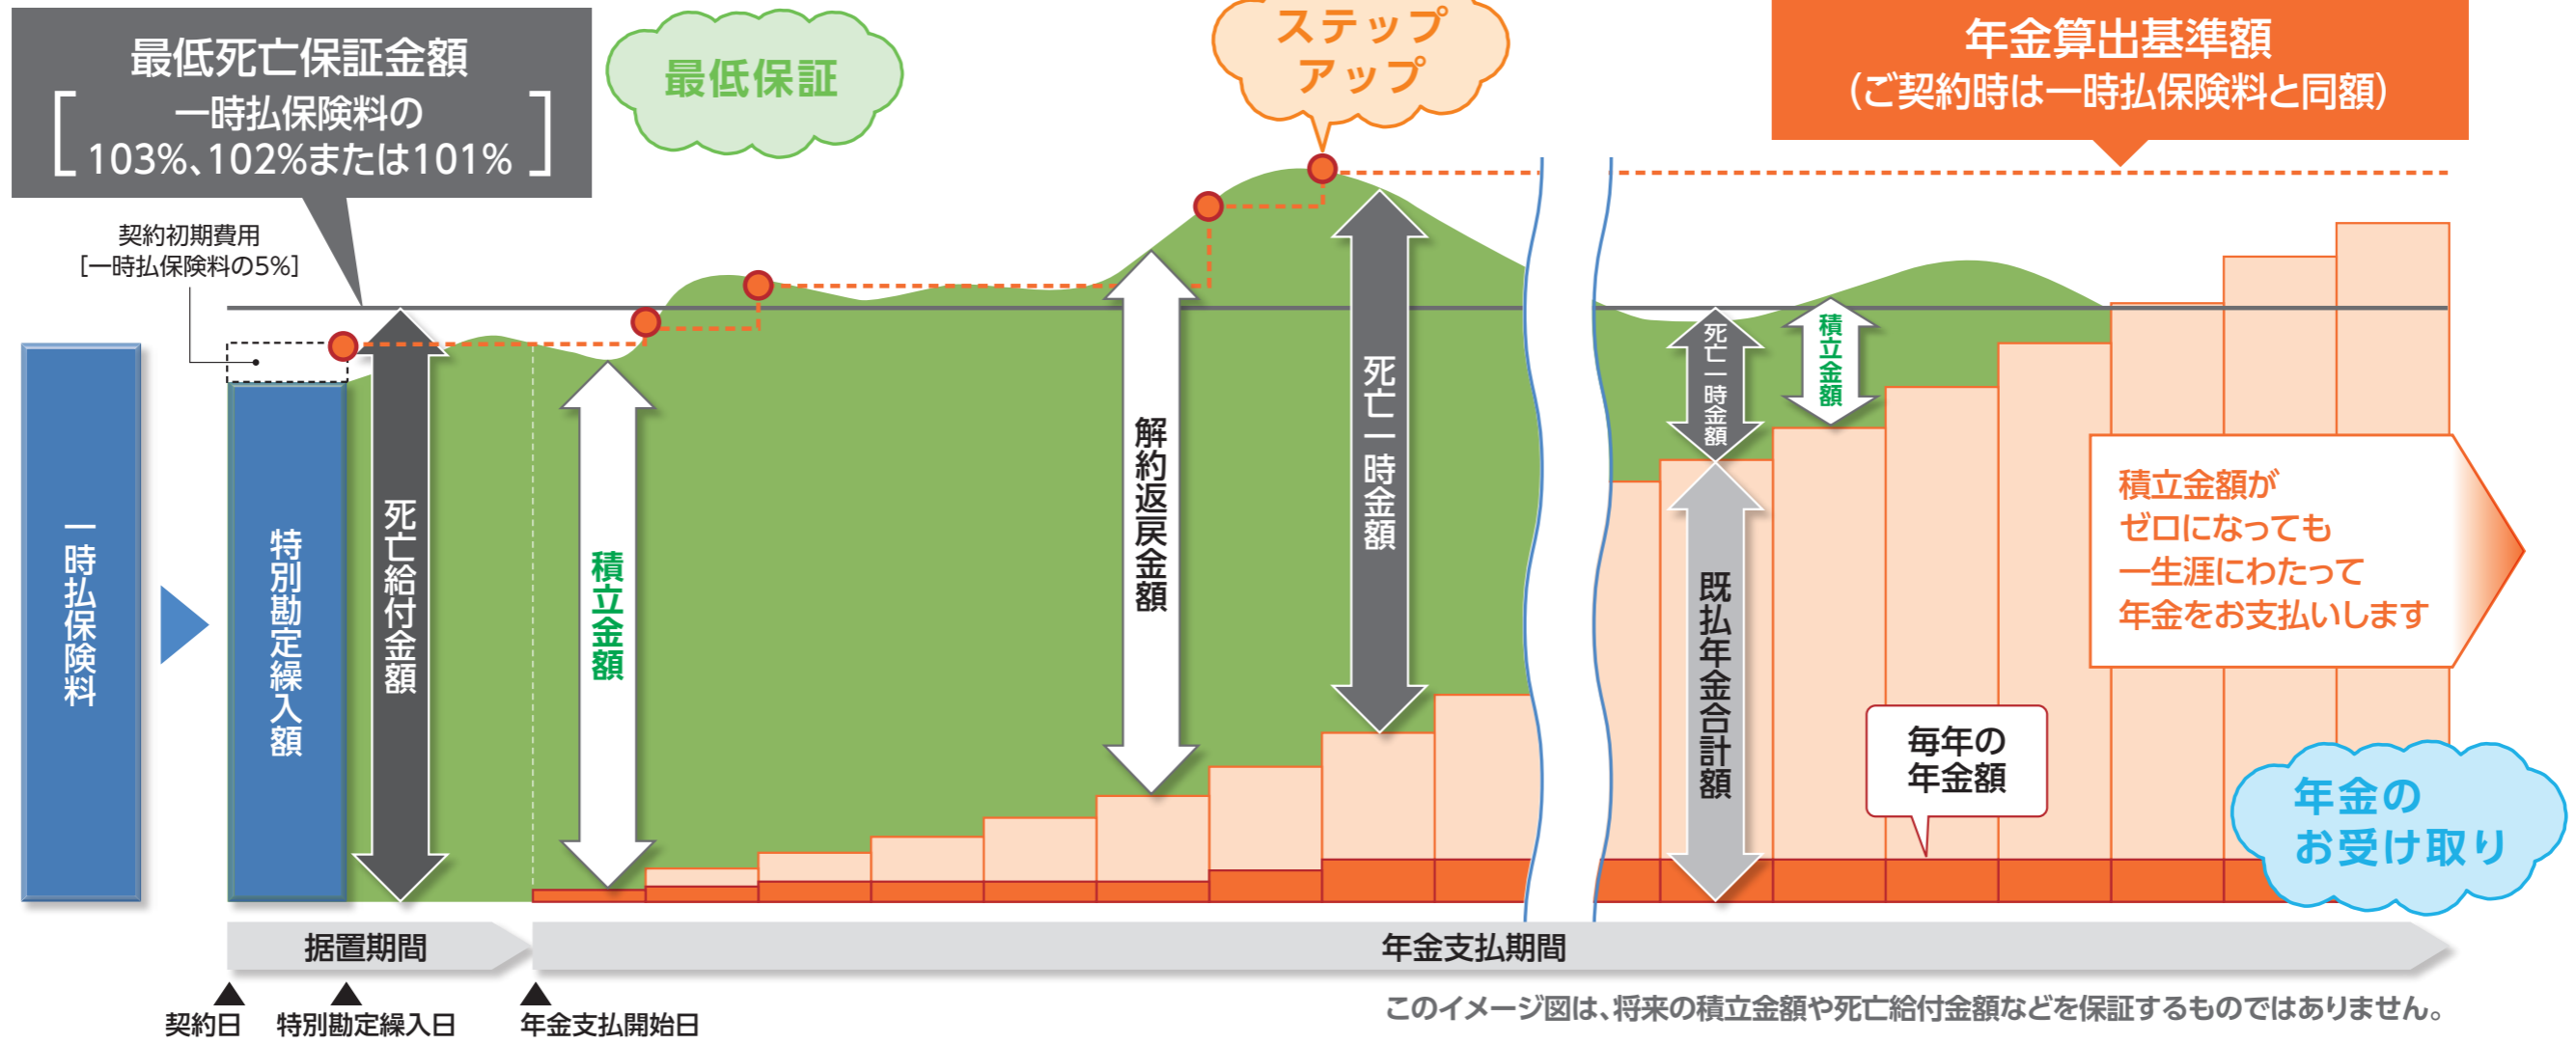 最低死亡保証金額
一時払保険料の
103%、102%または101%
最低保証
ステップ
アップ
年金算出基準額
（ご契約時は一時払保険料と同額）
契約初期費用
[一時払保険料の5%]
一時払保険料
特別勘定繰入額
死亡給付金額
積立金額
解約返戻金額
死亡一時金額
死亡一時金額
積立金額
既払年金合計額
積立金額が
ゼロになっても
一生涯にわたって
年金をお支払いします
毎年の
年金額
年金の
お受け取り
据置期間
年金支払期間
契約日
特別勘定繰入日
年金支払開始日
このイメージ図は、将来の積立金額や死亡給付金額などを保証するものではありません。